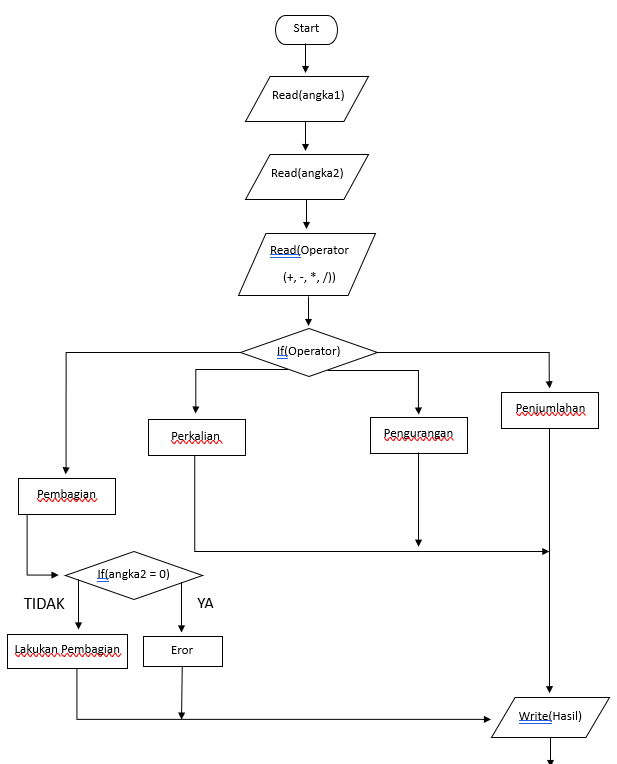 Start
Read(angka1)
Read(angka2)
Read(Operator
(+, -, *, /))
If(Operator)
Penjumlahan
Perkalian
Pengurangan
Pembagian
If(angka2 = 0)
TIDAK
YA
Lakukan Pembagian
Eror
Write(Hasil)